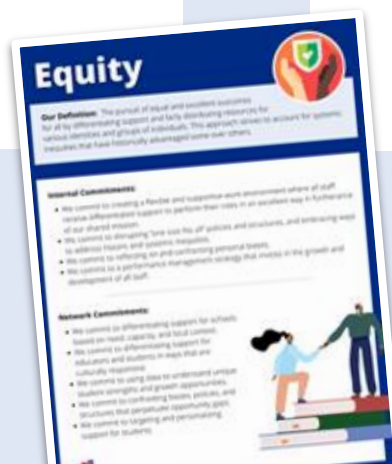 Equity
Our Definition: The pursuit of equal and excellent outcomes
for all by differentiating support and fairly distributing resources for
various identities and groups of individuals. This approach strives to account for systemic
inequities that have historically advantaged some over others.
Internal Commitments:
• We commit to creating a flexible and supportive work environment where all staff
receive differentiated support to perform their roles in an excellent way in furtherance
of our shared mission.
• We commit to disrupting "one size fits all" policies and structures, and embracing ways
to address historic and systemic inequities.
• We commit to reflecting on and confronting personal biases.
• We commit to a performance management strategy that invests in the growth and
development of all staff.
Network Commitments:
• We commit to differentiating support for schools
based on need, capacity, and local context.
• We commit to differentiating support for
educators and students in ways that are
culturally responsive.
• We commit to using data to understand unique
student strengths and growth opportunities.
• We commit to confronting biases, policies, and
structures that perpetuate opportunity gaps.
• We commit to targeting and personalizing
support for students.